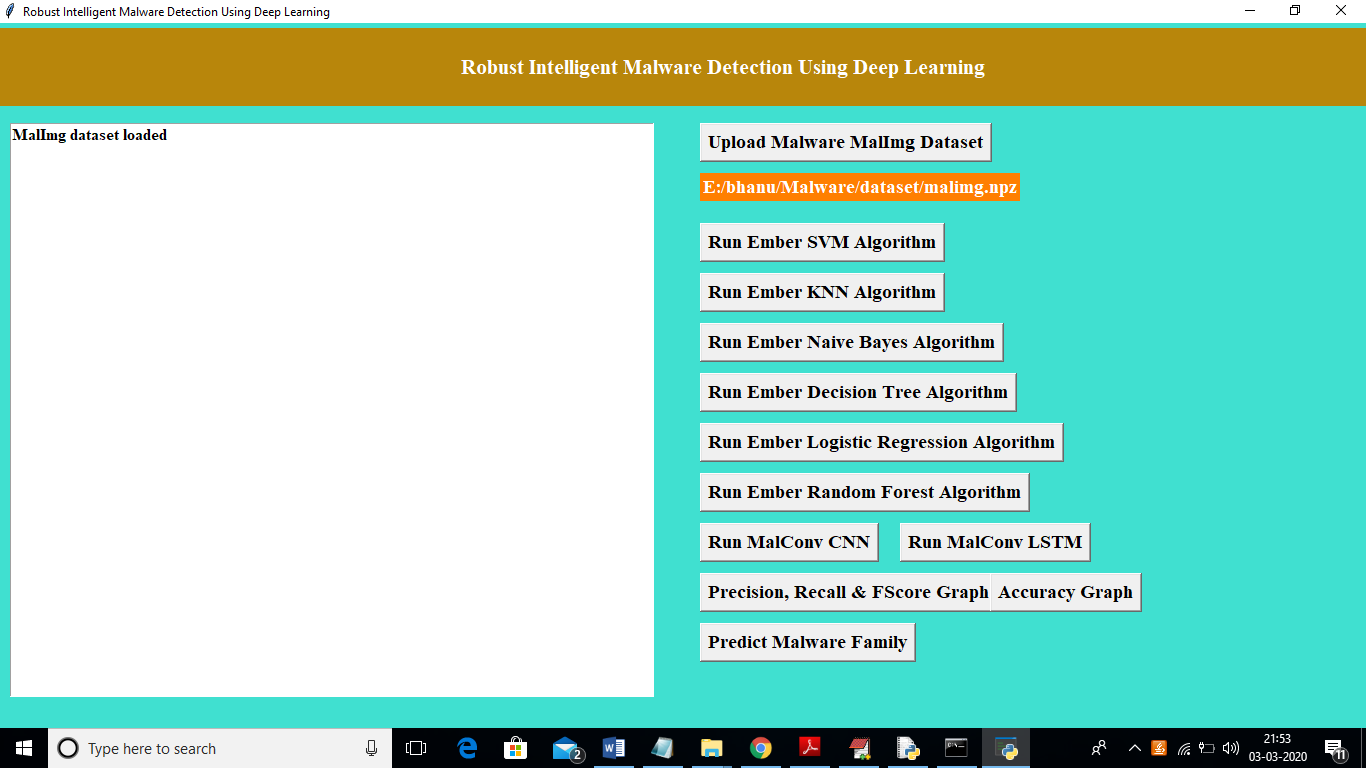 Robust Intelligent Malware Detection Using Deep Learning
Robust Intelligent Malware Detection Using Deep Learning
MalImg dataset loaded
Upload Malware MalImg Dataset
E:/bhanu/Malware/dataset/malimg.npz
Run Ember SVM Algorithm
Run Ember KNN Algorithm
Run Ember Naive Bayes Algorithm
Run Ember Decision Tree Algorithm
Run Ember Logistic Regression Algorithm
Run Ember Random Forest Algorithm
Run MalConv CNN Run MalConv LSTM
Precision, Recall & FScore Graph Accuracy Graph
Predict Malware Family
Type here to search
2
21:53
03-03-2020
11